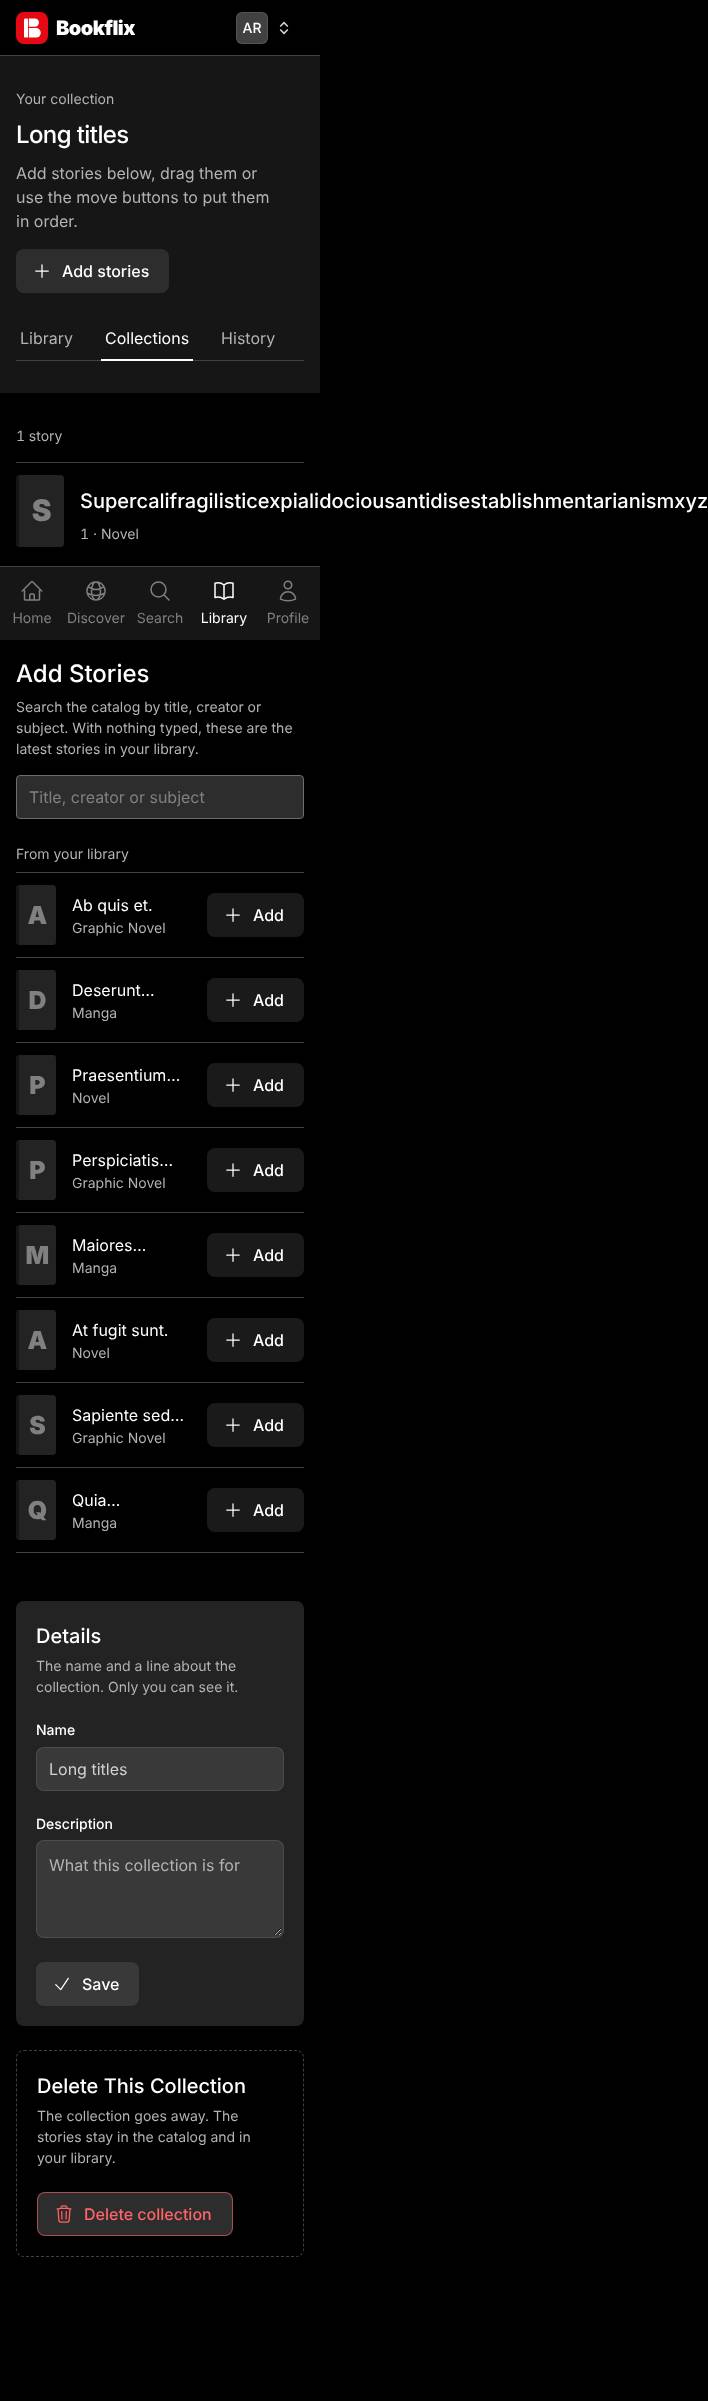 Bookflix
AR
Your collection
Long titles
Add stories below, drag them or
use the move buttons to put them
in order.
Add stories
Library Collections History
1 story
S
Supercalifragilisticexpialidociousantidisestablishmentarianismxyz
1 · Novel
Home Discover Search Library Profile
Add Stories
Search the catalog by title, creator or
subject. With nothing typed, these are the
latest stories in your library.
Title, creator or subject
From your library
A
Ab quis et.
Graphic Novel
Add
D
Deserunt...
Manga
Add
P
Praesentium...
Novel
Add
P
Perspiciatis...
Graphic Novel
Add
M
Maiores...
Manga
Add
A
At fugit sunt.
Novel
Add
S
Sapiente sed...
Graphic Novel
Add
Q
Quia...
Manga
Add
Details
The name and a line about the
collection. Only you can see it.
Name
Long titles
Description
What this collection is for
Save
Delete This Collection
The collection goes away. The
stories stay in the catalog and in
your library.
Delete collection